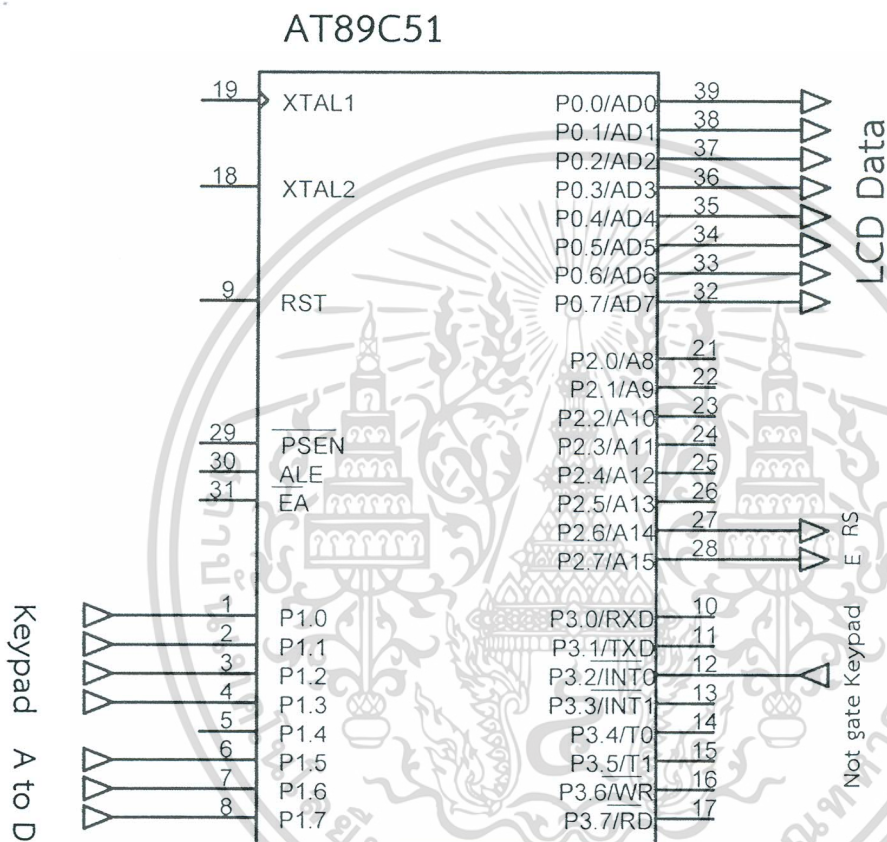 AT89C51
19 XTAL1
18 XTAL2
9 RST
29 PSEN
30 ALE
31 EA
1 P1.0
2 P1.1
3 P1.2
4 P1.3
5 P1.4
6 P1.5
7 P1.6
8 P1.7
Keypad A to D
P0.0/AD0 39
P0.1/AD1 38
P0.2/AD2 37
P0.3/AD3 36
P0.4/AD4 35
P0.5/AD5 34
P0.6/AD6 33
P0.7/AD7 32
LCD Data
P2.0/A8 21
P2.1/A9 22
P2.2/A10 23
P2.3/A11 24
P2.4/A12 25
P2.5/A13 26
P2.6/A14 27
P2.7/A15 28
E RS
P3.0/RXD 10
P3.1/TXD 11
P3.2/INT0 12
P3.3/INT1 13
P3.4/T0 14
P3.5/T1 15
P3.6/WR 16
P3.7/RD 17
Not gate Keypad